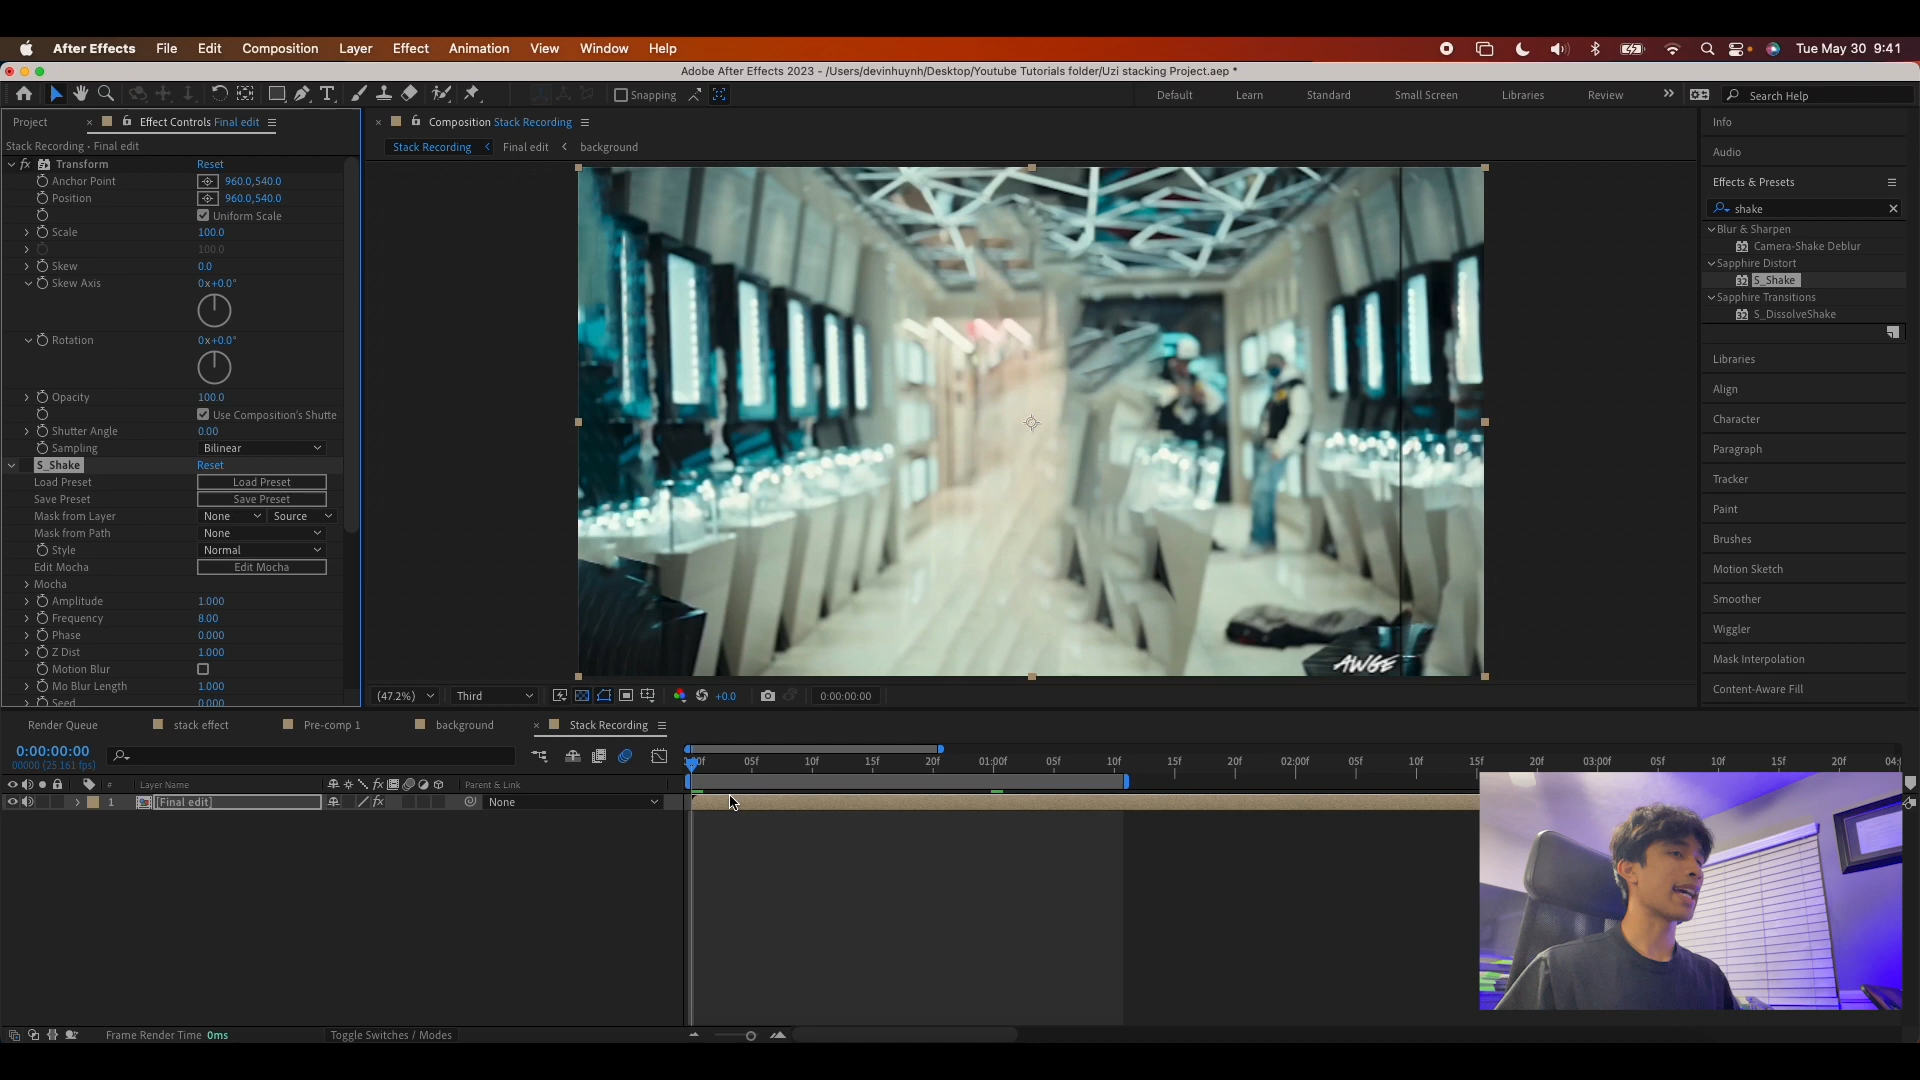 After Effects File Edit Composition Layer Effect Animation View Window Help Tue May 30 9:41
Adobe After Effects 2023 - /Users/devinhuynh/Desktop/Youtube Tutorials folder/Uzi stacking Project.aep *
Snapping Default Learn Standard Small Screen Libraries Review Search Help
Project Effect Controls Final edit
Stack Recording • Final edit
Transform Reset
Anchor Point 960.0,540.0
Position 960.0,540.0
Uniform Scale
Scale 100.0
100.0
Skew 0.0
Skew Axis 0x+0.0°
Rotation 0x+0.0°
Opacity 100.0
Use Composition's Shutte
Shutter Angle 0.00
Sampling Bilinear
S_Shake Reset
Load Preset Load Preset
Save Preset Save Preset
Mask from Layer None Source
Mask from Path None
Style Normal
Edit Mocha Edit Mocha
Mocha
Amplitude 1.000
Frequency 8.00
Phase 0.000
Z Dist 1.000
Motion Blur
Mo Blur Length 1.000
Seed 0.000
Composition Stack Recording
Stack Recording Final edit background
AWGE
(47.2%) Third +0.0 0:00:00:00
Info
Audio
Effects & Presets
shake
Blur & Sharpen
Camera-Shake Deblur
Sapphire Distort
S_Shake
Sapphire Transitions
S_DissolveShake
Libraries
Align
Character
Paragraph
Tracker
Paint
Brushes
Motion Sketch
Smoother
Wiggler
Mask Interpolation
Content-Aware Fill
Render Queue stack effect Pre-comp 1 background Stack Recording
0:00:00:00
00000 (25.161 fps)
:00f 05f 10f 15f 20f 01:00f 05f 10f 15f 20f 02:00f 05f 10f 15f 20f 03:00f 05f 10f 15f 20f 04:
# Layer Name Parent & Link
1 [Final edit] None
Frame Render Time 0ms Toggle Switches / Modes